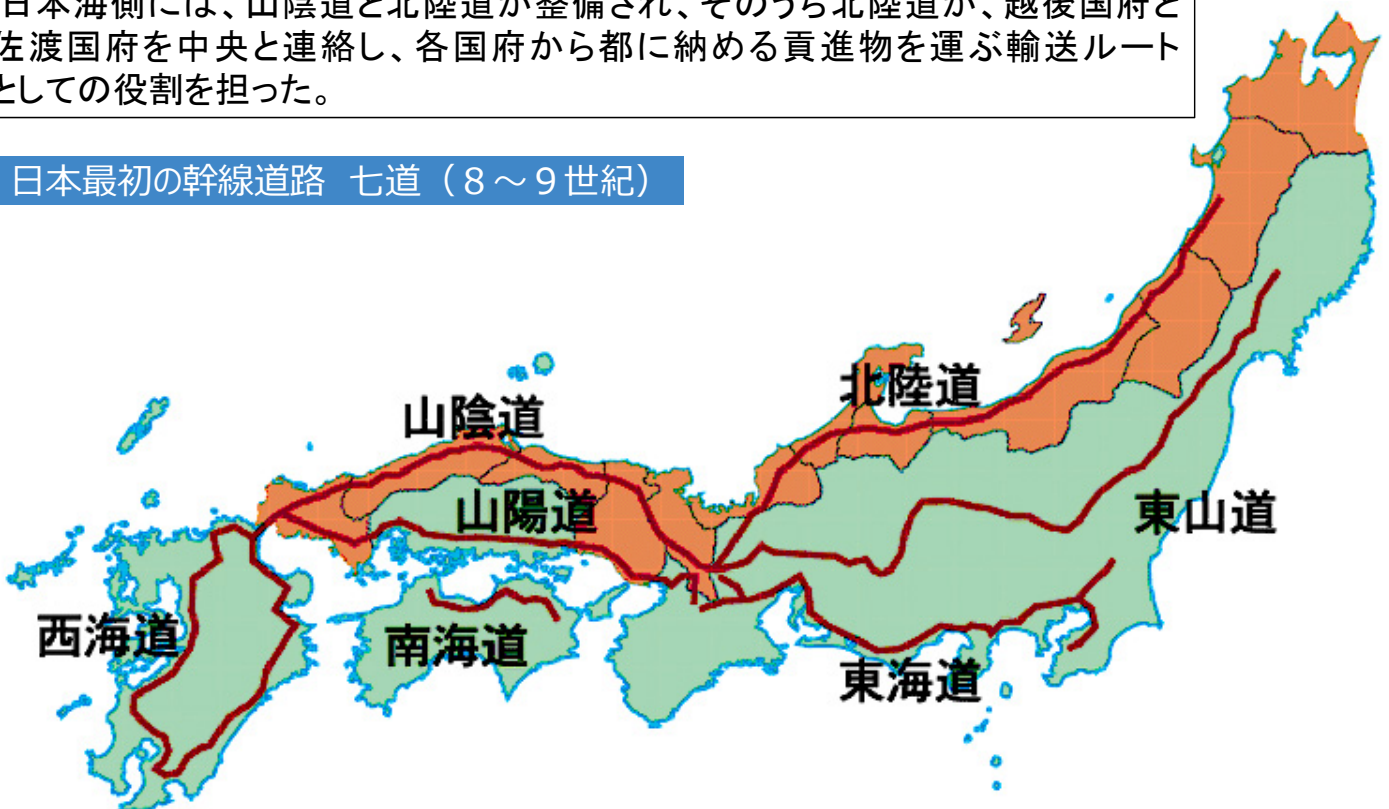 日本海側には、山陰道と北陸道が整備され、そのうち北陸道が、越後国府と
佐渡国府を中央と連絡し、各国府から都に納める貢進物を運ぶ輸送ルート
としての役割を担った。
日本最初の幹線道路 七道（８～９世紀）
北陸道
山陰道
山陽道
東山道
西海道
南海道
東海道